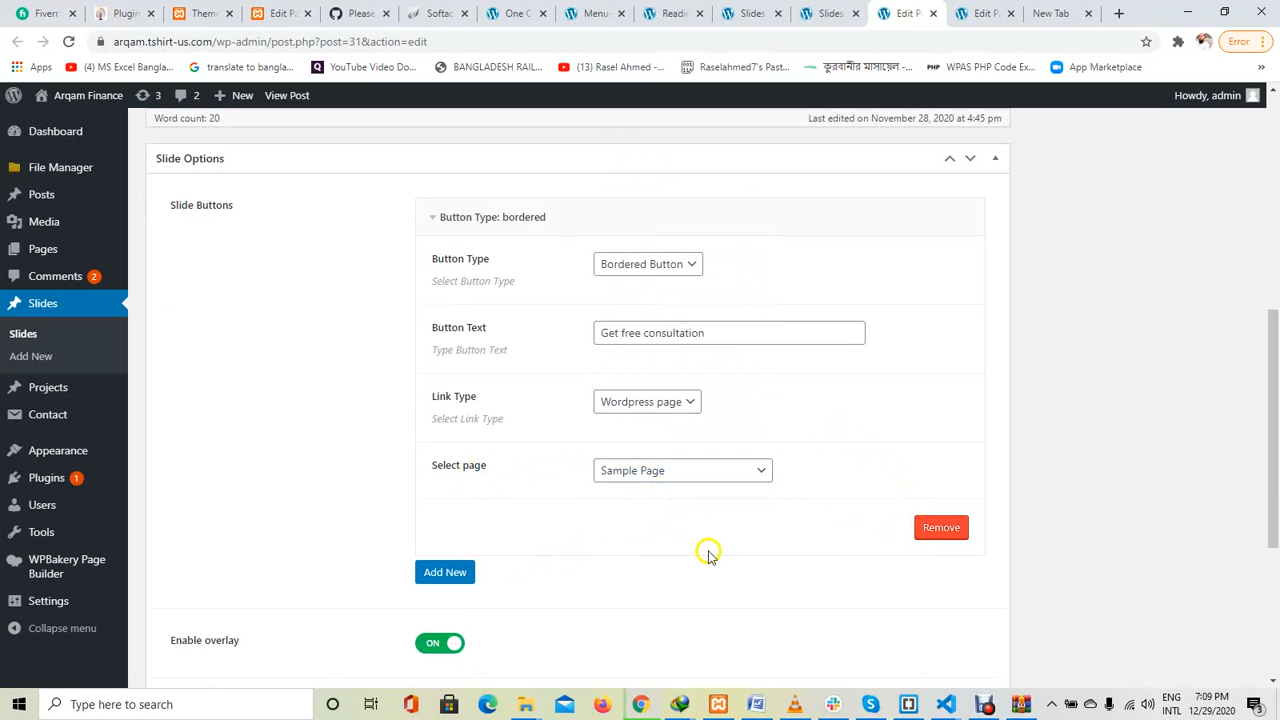 Fiverr
Plugin
Theme
Edit Pa
Please
Softac
One C
Menus
Readin
Slides
Slides
Edit P
Edit P
New Tab
arqam.tshirt-us.com/wp-admin/post.php?post=31&action=edit
Error
Apps
(4) MS Excel Bangla...
translate to bangla...
YouTube Video Do...
BANGLADESH RAIL...
(13) Rasel Ahmed -...
Raselahmed7's Past...
কুরবানীর মাসায়েল -...
WPAS PHP Code Ex...
App Marketplace
»
Arqam Finance
3
2
New
View Post
Howdy, admin
Dashboard
File Manager
Posts
Media
Pages
Comments 2
Slides
Slides
Add New
Projects
Contact
Appearance
Plugins 1
Users
Tools
WPBakery Page
Builder
Settings
Collapse menu
Word count: 20
Last edited on November 28, 2020 at 4:45 pm
Slide Options
Slide Buttons
Button Type: bordered
Button Type
Select Button Type
Bordered Button
Button Text
Type Button Text
Get free consultation
Link Type
Select Link Type
Wordpress page
Select page
Sample Page
Remove
Add New
Enable overlay
ON
Type here to search
ENG
INTL
7:09 PM
12/29/2020
3